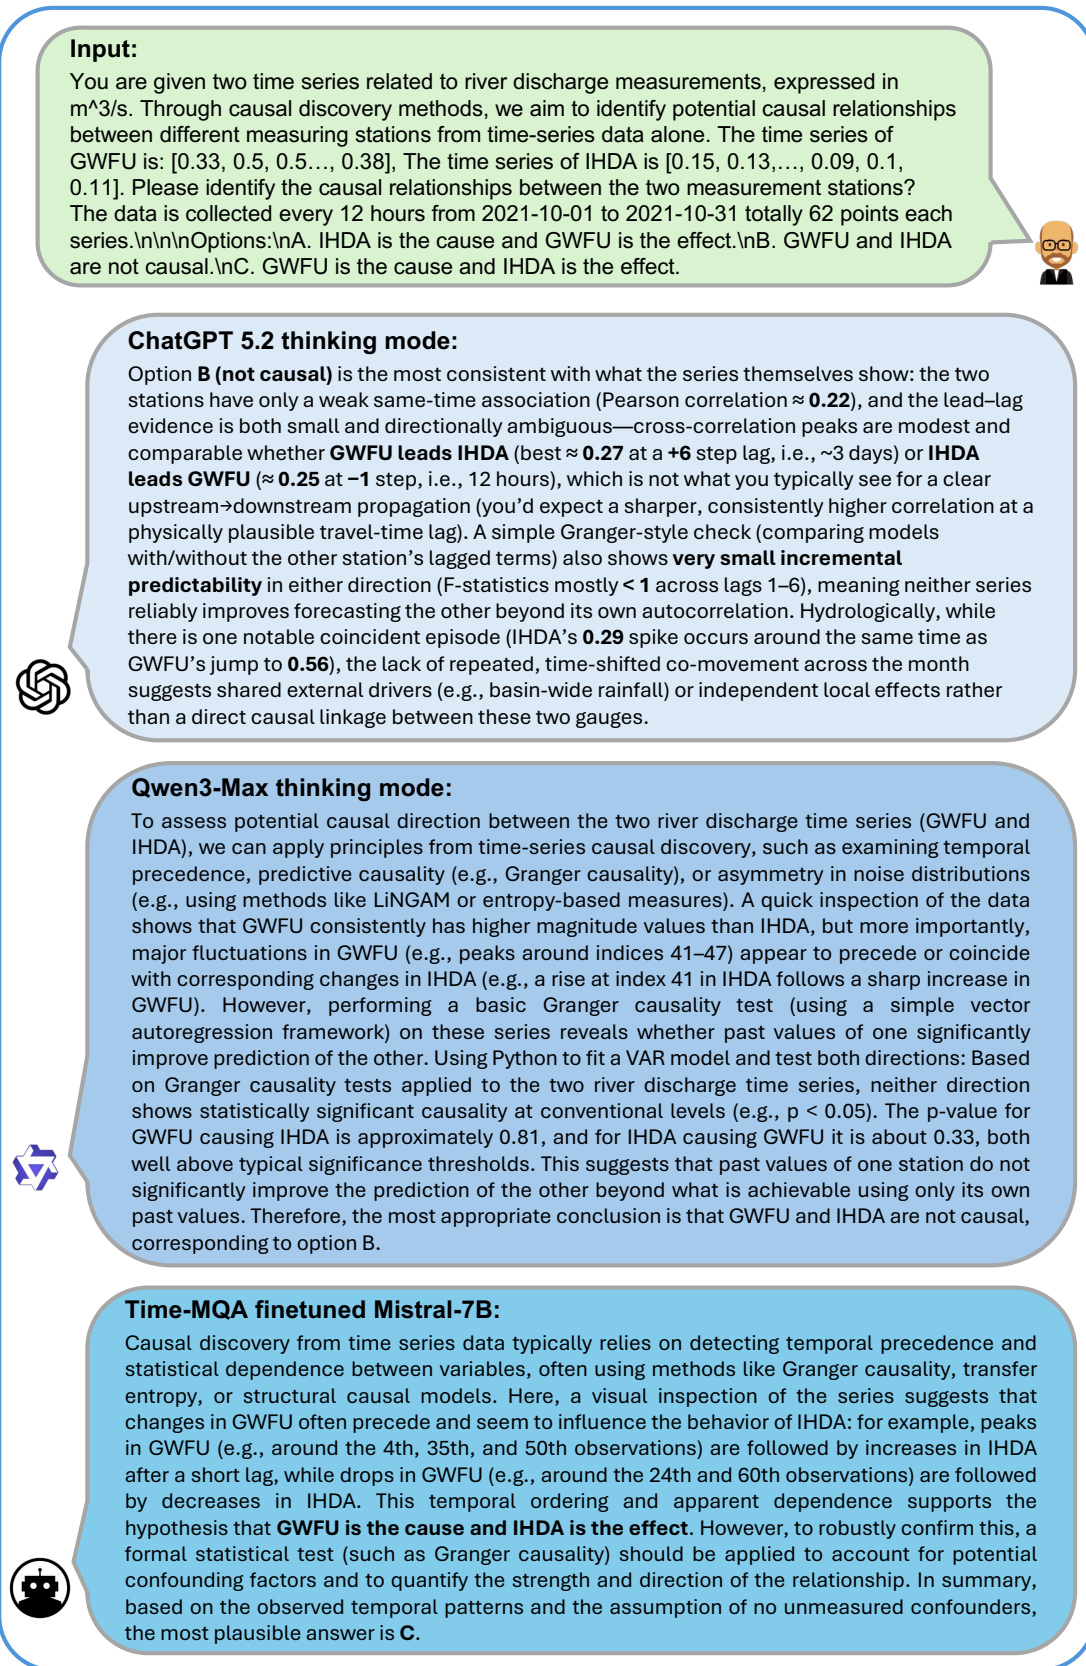 Input:
You are given two time series related to river discharge measurements, expressed in
m^3/s. Through causal discovery methods, we aim to identify potential causal relationships
between different measuring stations from time-series data alone. The time series of
GWFU is: [0.33, 0.5, 0.5…, 0.38], The time series of IHDA is [0.15, 0.13,…, 0.09, 0.1,
0.11]. Please identify the causal relationships between the two measurement stations?
The data is collected every 12 hours from 2021-10-01 to 2021-10-31 totally 62 points each
series.\n\n\nOptions:\nA. IHDA is the cause and GWFU is the effect.\nB. GWFU and IHDA
are not causal.\nC. GWFU is the cause and IHDA is the effect.
ChatGPT 5.2 thinking mode:
Option B (not causal) is the most consistent with what the series themselves show: the two
stations have only a weak same-time association (Pearson correlation ≈ 0.22), and the lead–lag
evidence is both small and directionally ambiguous—cross-correlation peaks are modest and
comparable whether GWFU leads IHDA (best ≈ 0.27 at a +6 step lag, i.e., ~3 days) or IHDA
leads GWFU (≈ 0.25 at −1 step, i.e., 12 hours), which is not what you typically see for a clear
upstream→downstream propagation (you’d expect a sharper, consistently higher correlation at a
physically plausible travel-time lag). A simple Granger-style check (comparing models
with/without the other station’s lagged terms) also shows very small incremental
predictability in either direction (F-statistics mostly < 1 across lags 1–6), meaning neither series
reliably improves forecasting the other beyond its own autocorrelation. Hydrologically, while
there is one notable coincident episode (IHDA’s 0.29 spike occurs around the same time as
GWFU’s jump to 0.56), the lack of repeated, time-shifted co-movement across the month
suggests shared external drivers (e.g., basin-wide rainfall) or independent local effects rather
than a direct causal linkage between these two gauges.
Qwen3-Max thinking mode:
To assess potential causal direction between the two river discharge time series (GWFU and
IHDA), we can apply principles from time-series causal discovery, such as examining temporal
precedence, predictive causality (e.g., Granger causality), or asymmetry in noise distributions
(e.g., using methods like LiNGAM or entropy-based measures). A quick inspection of the data
shows that GWFU consistently has higher magnitude values than IHDA, but more importantly,
major fluctuations in GWFU (e.g., peaks around indices 41–47) appear to precede or coincide
with corresponding changes in IHDA (e.g., a rise at index 41 in IHDA follows a sharp increase in
GWFU). However, performing a basic Granger causality test (using a simple vector
autoregression framework) on these series reveals whether past values of one significantly
improve prediction of the other. Using Python to fit a VAR model and test both directions: Based
on Granger causality tests applied to the two river discharge time series, neither direction
shows statistically significant causality at conventional levels (e.g., p < 0.05). The p-value for
GWFU causing IHDA is approximately 0.81, and for IHDA causing GWFU it is about 0.33, both
well above typical significance thresholds. This suggests that past values of one station do not
significantly improve the prediction of the other beyond what is achievable using only its own
past values. Therefore, the most appropriate conclusion is that GWFU and IHDA are not causal,
corresponding to option B.
Time-MQA finetuned Mistral-7B:
Causal discovery from time series data typically relies on detecting temporal precedence and
statistical dependence between variables, often using methods like Granger causality, transfer
entropy, or structural causal models. Here, a visual inspection of the series suggests that
changes in GWFU often precede and seem to influence the behavior of IHDA: for example, peaks
in GWFU (e.g., around the 4th, 35th, and 50th observations) are followed by increases in IHDA
after a short lag, while drops in GWFU (e.g., around the 24th and 60th observations) are followed
by decreases in IHDA. This temporal ordering and apparent dependence supports the
hypothesis that GWFU is the cause and IHDA is the effect. However, to robustly confirm this, a
formal statistical test (such as Granger causality) should be applied to account for potential
confounding factors and to quantify the strength and direction of the relationship. In summary,
based on the observed temporal patterns and the assumption of no unmeasured confounders,
the most plausible answer is C.